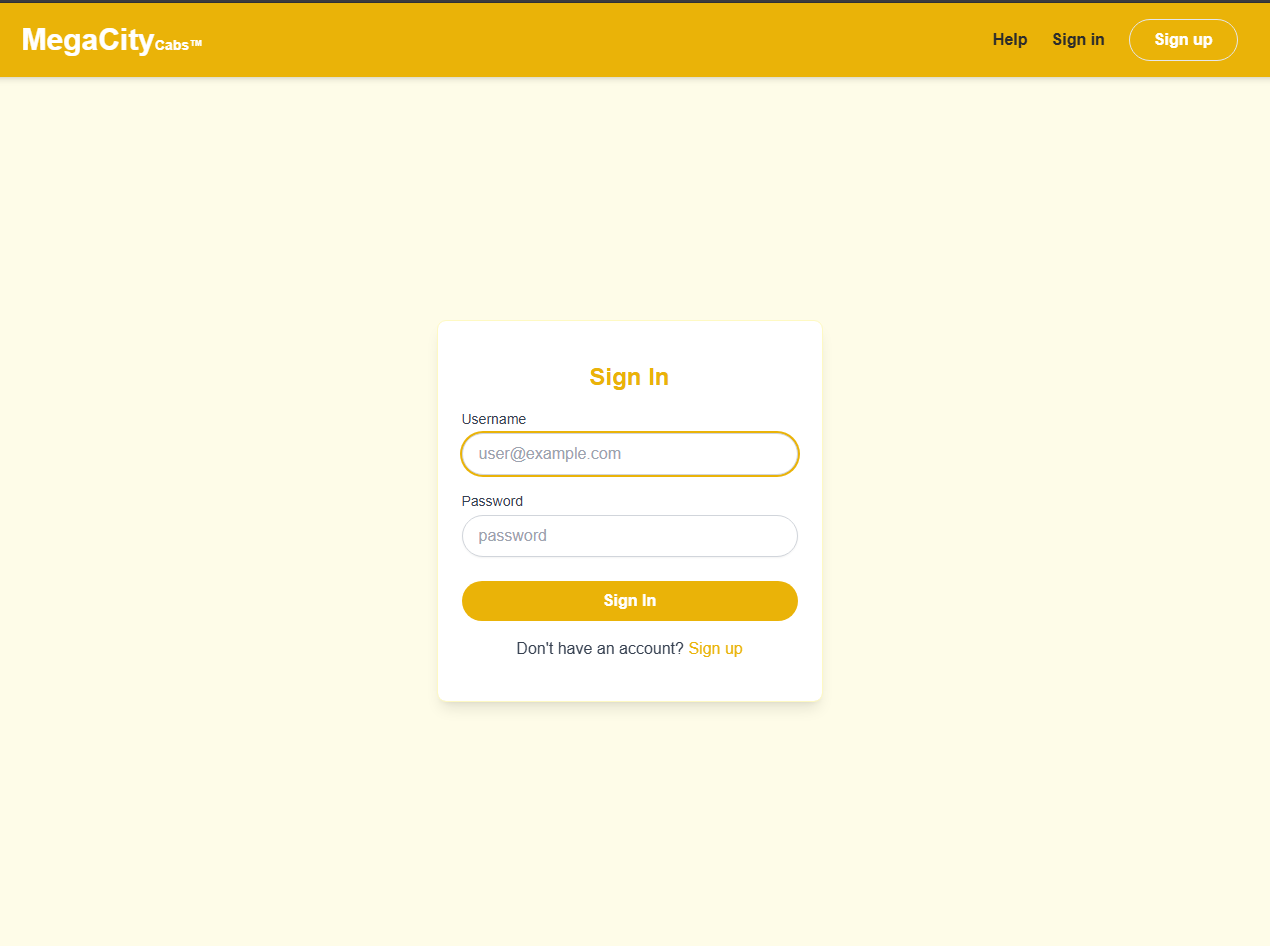 MegaCityCabs™
Help Sign in Sign up
Sign In
Username
user@example.com
Password
password
Sign In
Don't have an account? Sign up